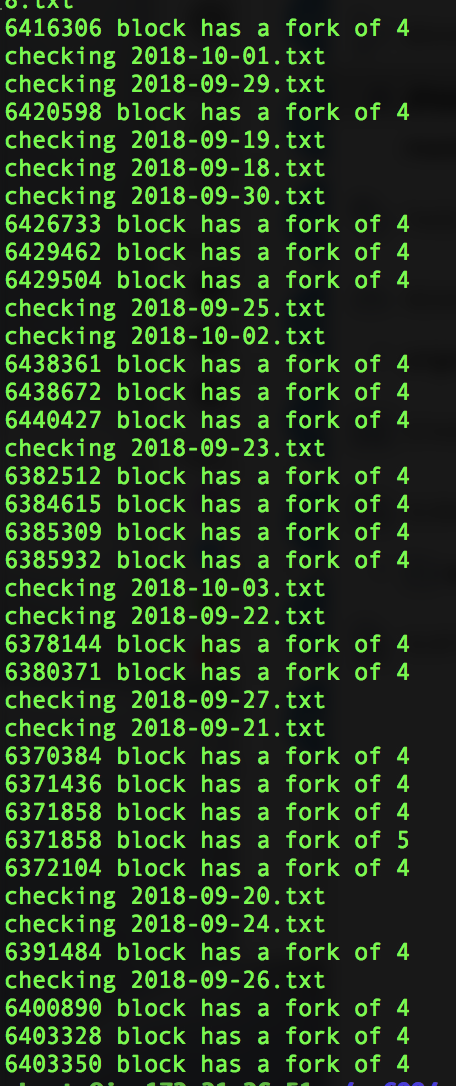 8.txt
6416306 block has a fork of 4
checking 2018-10-01.txt
checking 2018-09-29.txt
6420598 block has a fork of 4
checking 2018-09-19.txt
checking 2018-09-18.txt
checking 2018-09-30.txt
6426733 block has a fork of 4
6429462 block has a fork of 4
6429504 block has a fork of 4
checking 2018-09-25.txt
checking 2018-10-02.txt
6438361 block has a fork of 4
6438672 block has a fork of 4
6440427 block has a fork of 4
checking 2018-09-23.txt
6382512 block has a fork of 4
6384615 block has a fork of 4
6385309 block has a fork of 4
6385932 block has a fork of 4
checking 2018-10-03.txt
checking 2018-09-22.txt
6378144 block has a fork of 4
6380371 block has a fork of 4
checking 2018-09-27.txt
checking 2018-09-21.txt
6370384 block has a fork of 4
6371436 block has a fork of 4
6371858 block has a fork of 4
6371858 block has a fork of 5
6372104 block has a fork of 4
checking 2018-09-20.txt
checking 2018-09-24.txt
6391484 block has a fork of 4
checking 2018-09-26.txt
6400890 block has a fork of 4
6403328 block has a fork of 4
6403350 block has a fork of 4